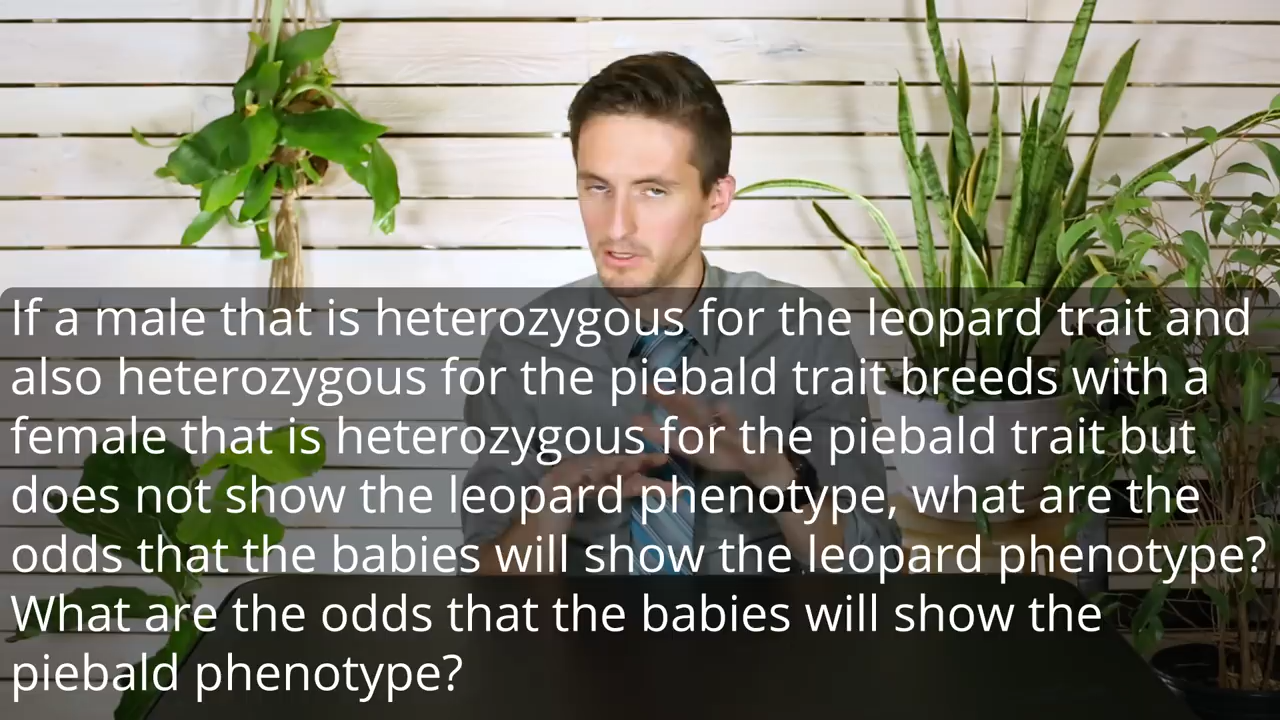 If a male that is heterozygous for the leopard trait and
also heterozygous for the piebald trait breeds with a
female that is heterozygous for the piebald trait but
does not show the leopard phenotype, what are the
odds that the babies will show the leopard phenotype?
What are the odds that the babies will show the
piebald phenotype?